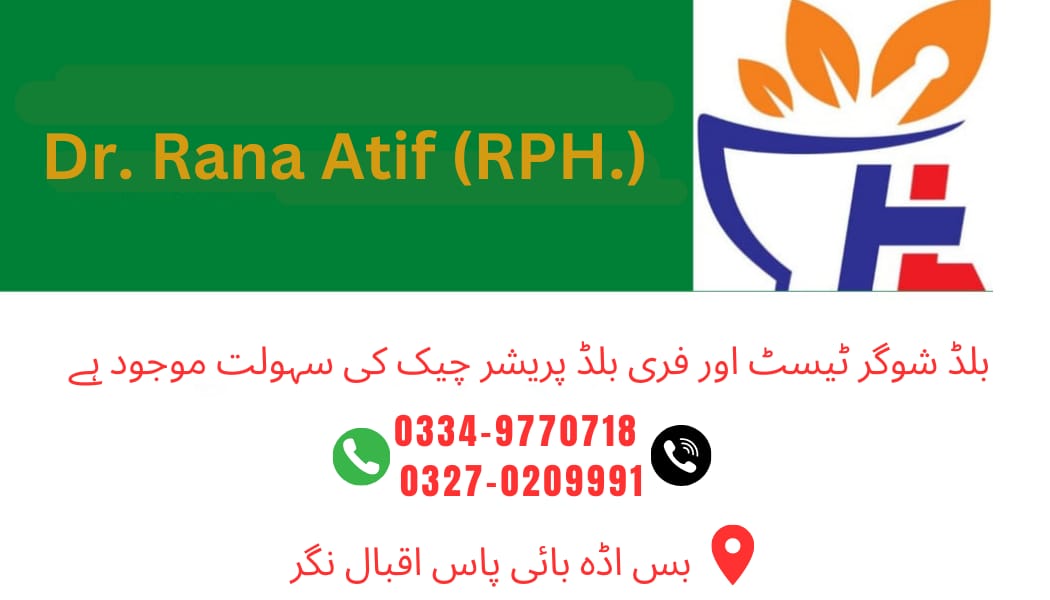 Dr. Rana Atif (RPH.)
بلڈ شوگر ٹیسٹ اور فری بلڈ پریشر چیک کی سہولت موجود ہے
0334-9770718
0327-0209991
بس اڈہ بائی پاس اقبال نگر